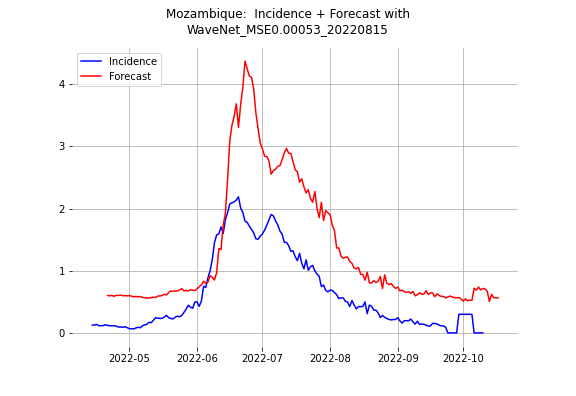 Mozambique:  Incidence + Forecast with
WaveNet_MSE0.00053_20220815
Incidence
Forecast
4
3
2
1
0
2022-05
2022-06
2022-07
2022-08
2022-09
2022-10